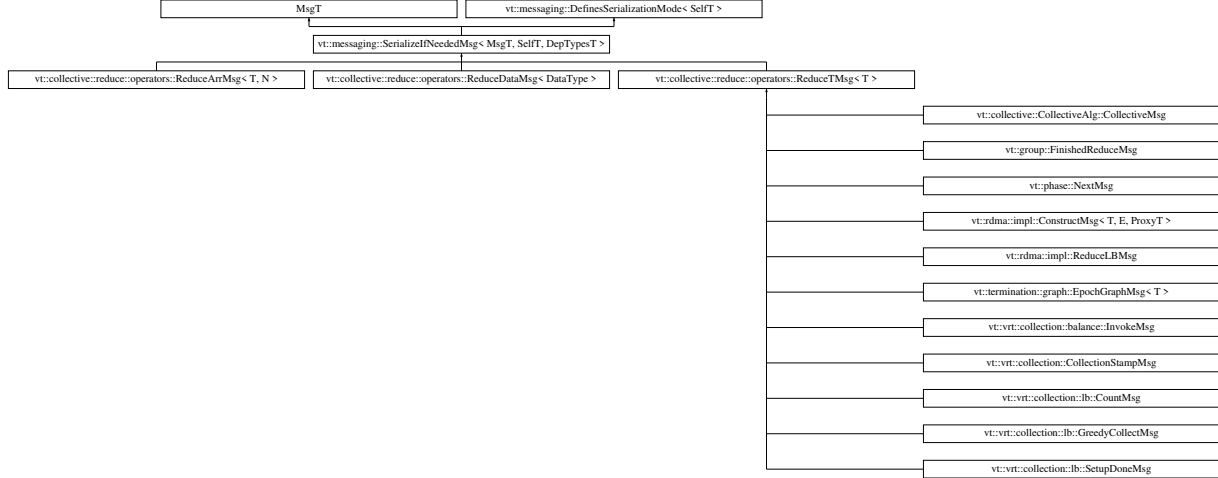 MsgT
vt::messaging::DefinesSerializationMode< SelfT >
vt::messaging::SerializeIfNeededMsg< MsgT, SelfT, DepTypesT >
vt::collective::reduce::operators::ReduceArrMsg< T, N >
vt::collective::reduce::operators::ReduceDataMsg< DataType >
vt::collective::reduce::operators::ReduceTMsg< T >
vt::collective::CollectiveAlg::CollectiveMsg
vt::group::FinishedReduceMsg
vt::phase::NextMsg
vt::rdma::impl::ConstructMsg< T, E, ProxyT >
vt::rdma::impl::ReduceLBMsg
vt::termination::graph::EpochGraphMsg< T >
vt::vrt::collection::balance::InvokeMsg
vt::vrt::collection::CollectionStampMsg
vt::vrt::collection::lb::CountMsg
vt::vrt::collection::lb::GreedyCollectMsg
vt::vrt::collection::lb::SetupDoneMsg